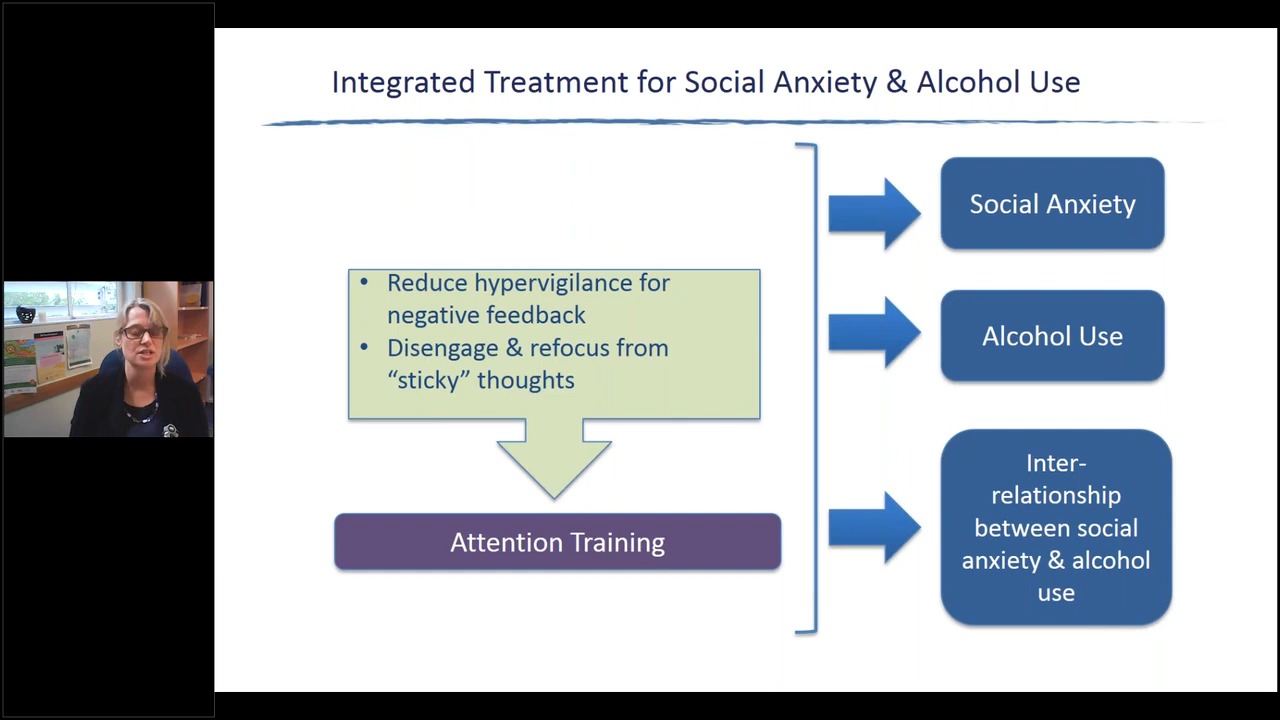 Integrated Treatment for Social Anxiety & Alcohol Use
• Reduce hypervigilance for
negative feedback
• Disengage & refocus from
“sticky” thoughts
Attention Training
Social Anxiety
Alcohol Use
Inter-
relationship
between social
anxiety & alcohol
use